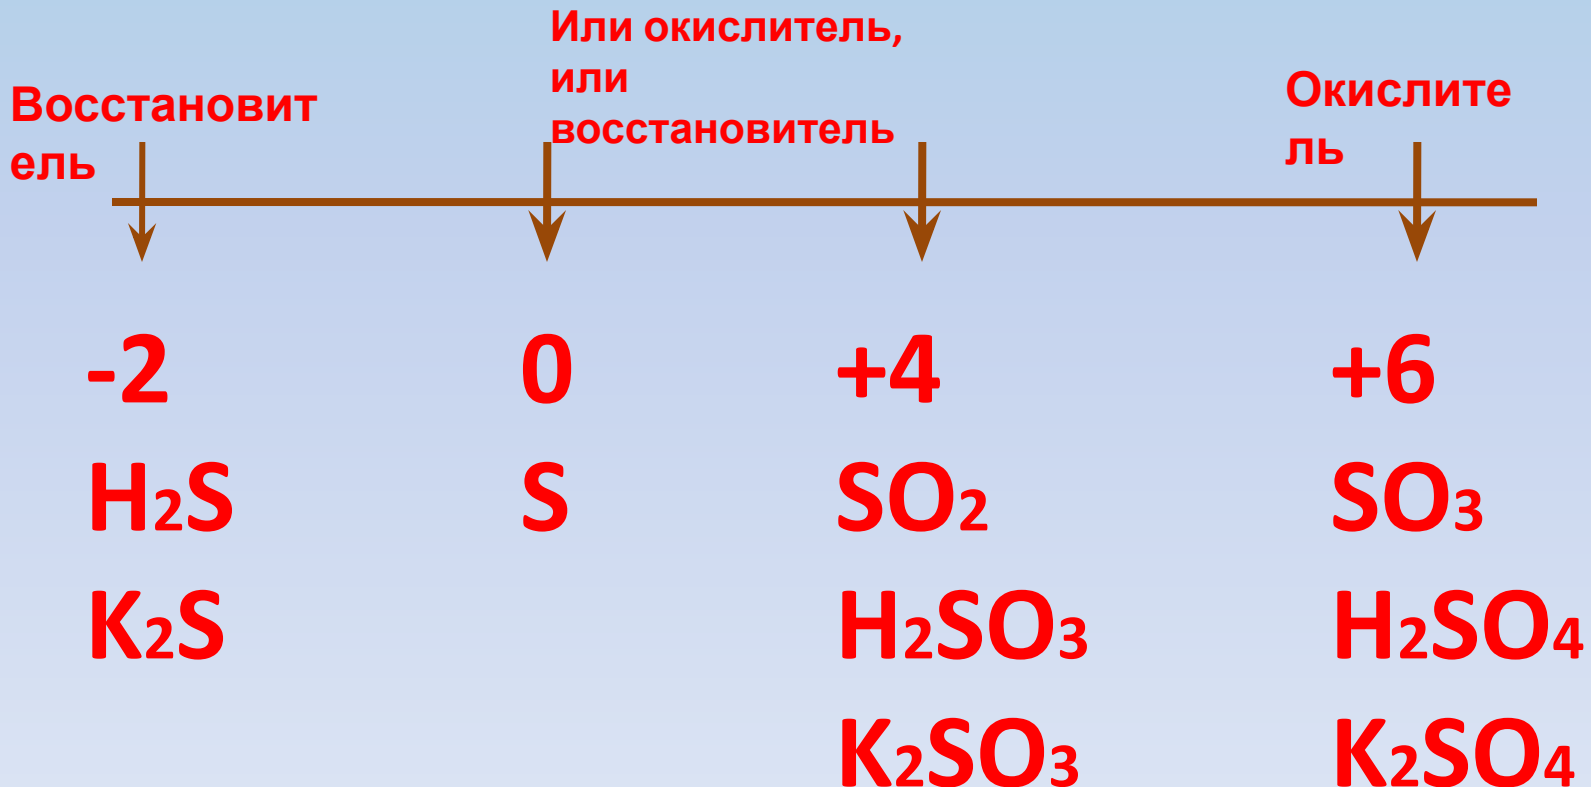 Или окислитель,
или
восстановитель
Восстановит
ель
Окислите
ль
-2 0 +4 +6
H2S S SO2 SO3
K2S H2SO3 H2SO4
K2SO3 K2SO4